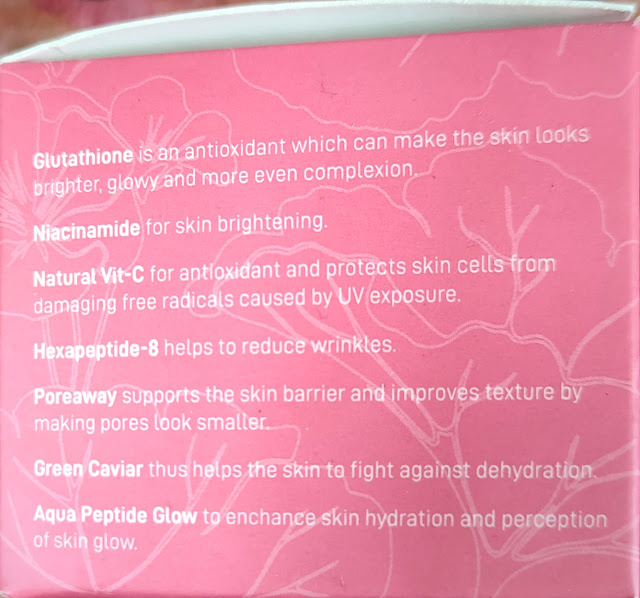 Glutathione is an antioxidant which can make the skin looks
brighter, glowy and more even complexion.
Niacinamide for skin brightening.
Natural Vit-C for antioxidant and protects skin cells from
damaging free radicals caused by UV exposure.
Hexapeptide-8 helps to reduce wrinkles.
Poreaway supports the skin barrier and improves texture by
making pores look smaller.
Green Caviar thus helps the skin to fight against dehydration.
Aqua Peptide Glow to enchance skin hydration and perception
of skin glow.